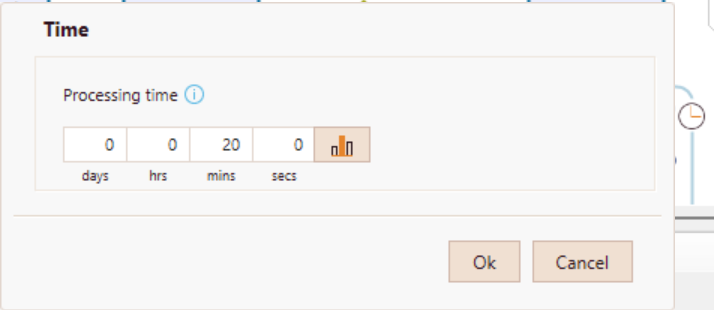 Time
Processing time
0 0 20 0
days hrs mins secs
Ok Cancel